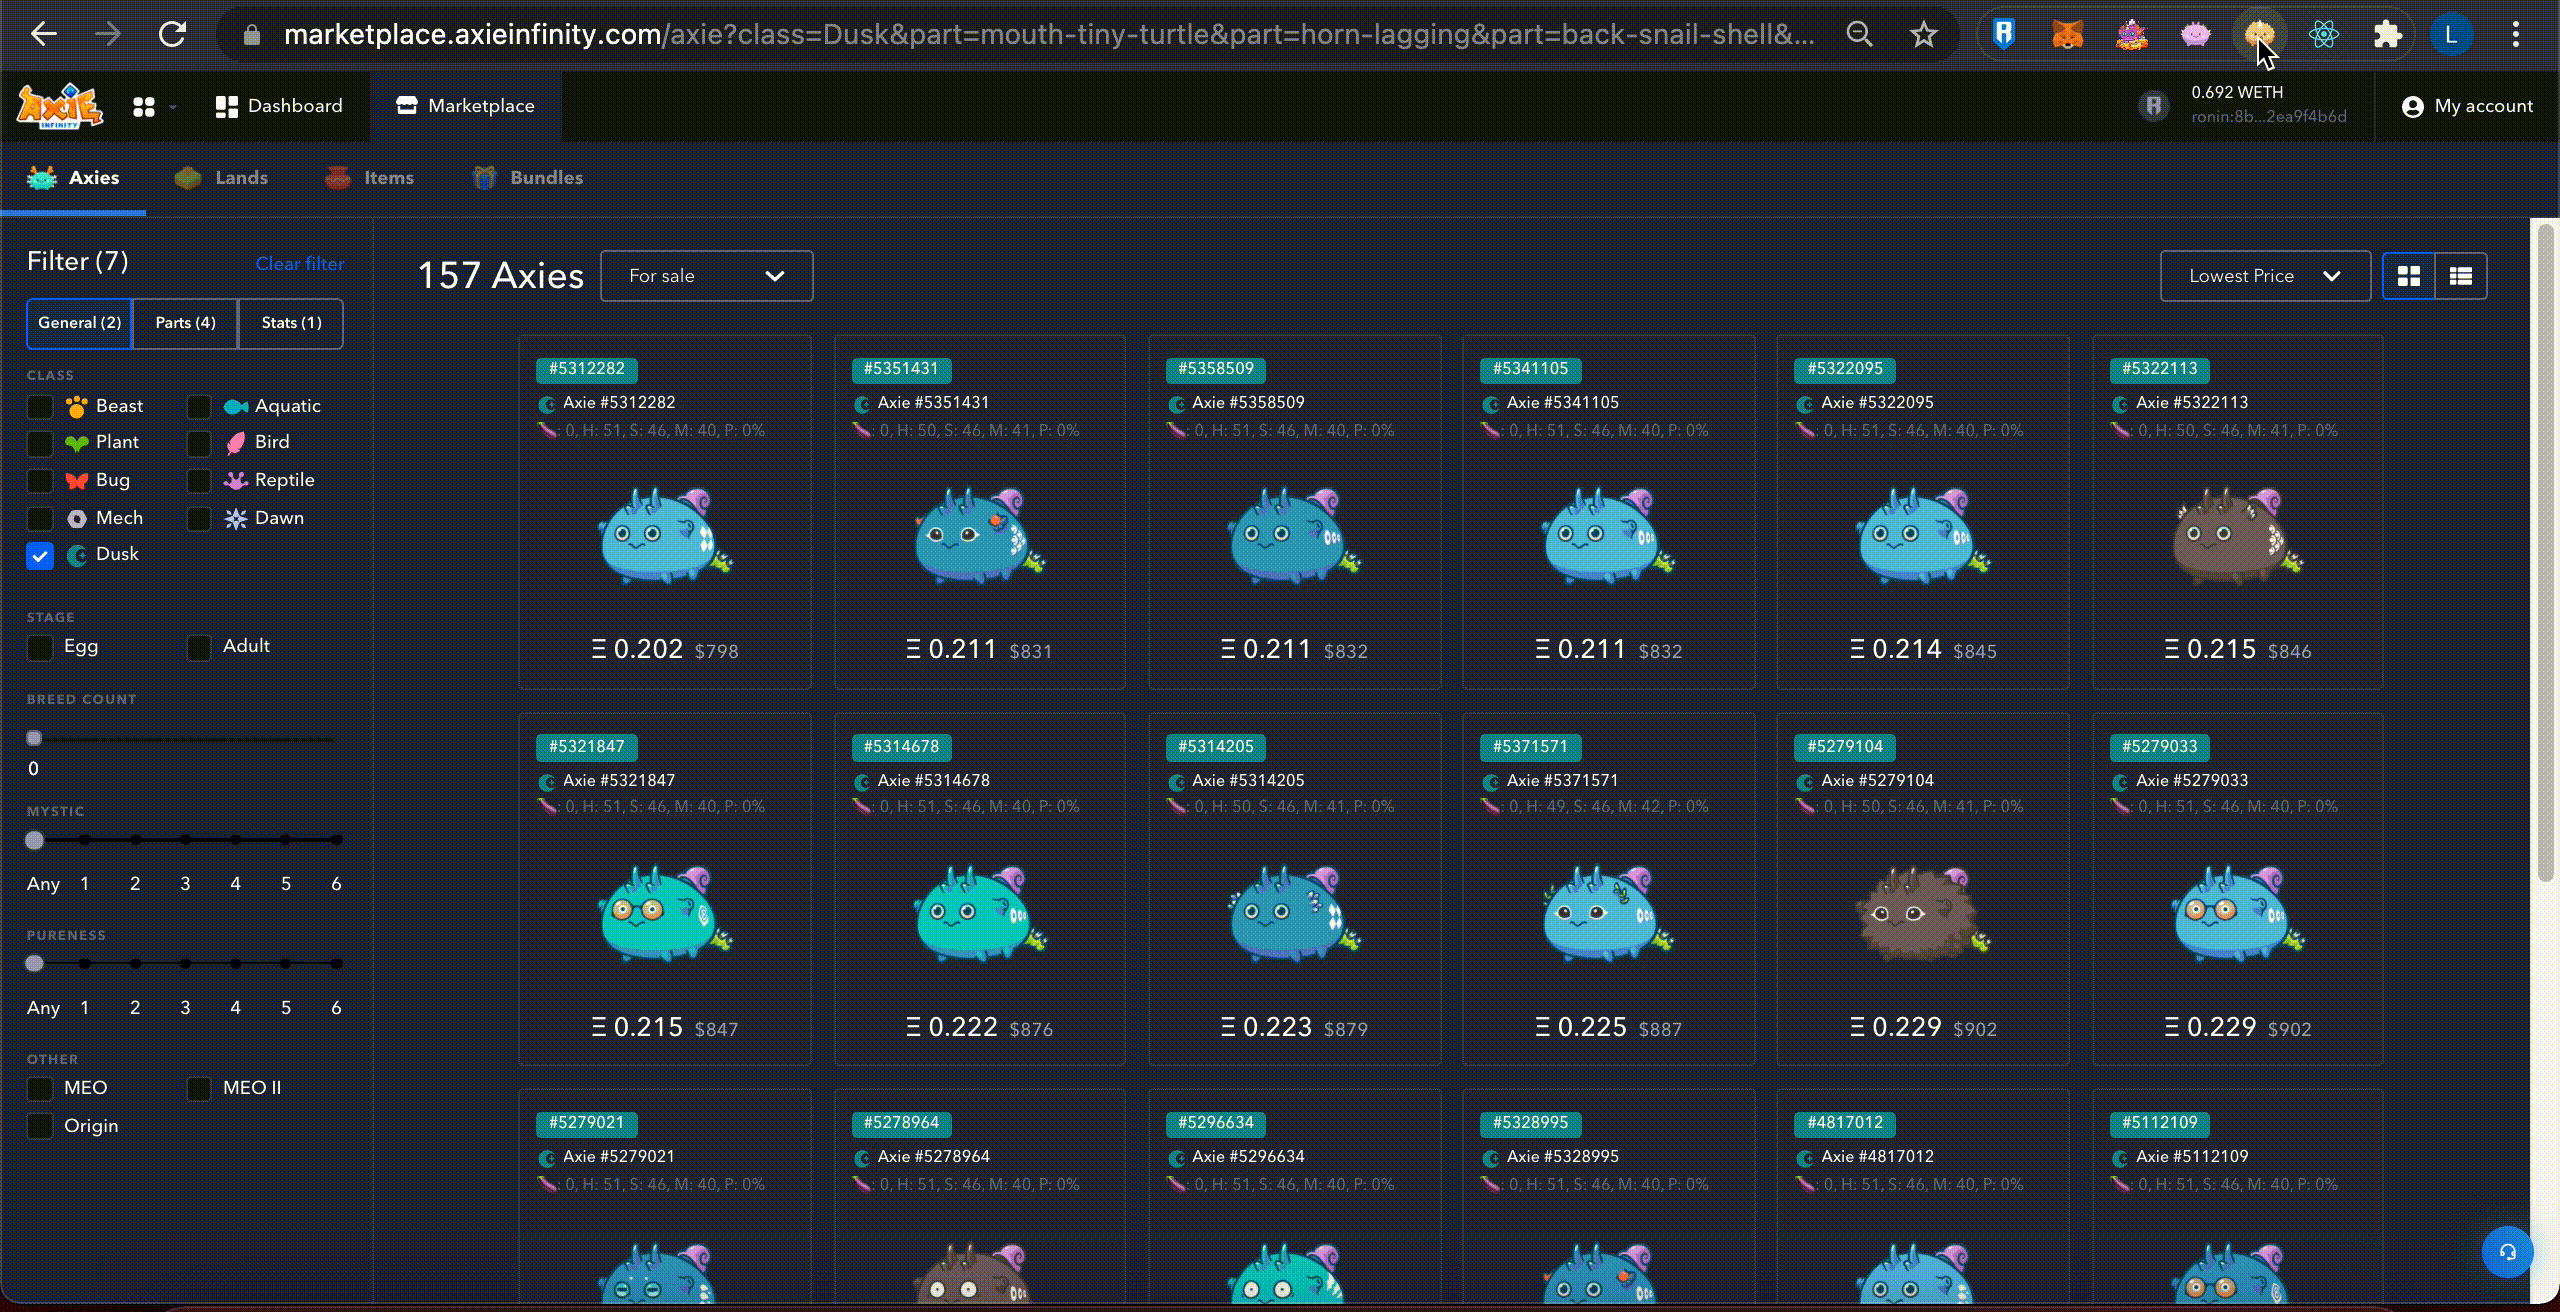 marketplace.axieinfinity.com/axie?class=Dusk&part=mouth-tiny-turtle&part=horn-lagging&part=back-snail-shell&...
L
AXIE INFINITY
Dashboard
Marketplace
0.692 WETH
ronin:8b...2ea9f4b6d
My account
Axies
Lands
Items
Bundles
Filter (7)
Clear filter
General (2)
Parts (4)
Stats (1)
CLASS
Beast
Aquatic
Plant
Bird
Bug
Reptile
Mech
Dawn
Dusk
STAGE
Egg
Adult
BREED COUNT
0
MYSTIC
Any 1 2 3 4 5 6
PURENESS
Any 1 2 3 4 5 6
OTHER
MEO
MEO II
Origin
157 Axies
For sale
Lowest Price
#5312282
Axie #5312282
: 0, H: 51, S: 46, M: 40, P: 0%
Ξ 0.202 $798
#5351431
Axie #5351431
: 0, H: 50, S: 46, M: 41, P: 0%
Ξ 0.211 $831
#5358509
Axie #5358509
: 0, H: 51, S: 46, M: 40, P: 0%
Ξ 0.211 $832
#5341105
Axie #5341105
: 0, H: 51, S: 46, M: 40, P: 0%
Ξ 0.211 $832
#5322095
Axie #5322095
: 0, H: 51, S: 46, M: 40, P: 0%
Ξ 0.214 $845
#5322113
Axie #5322113
: 0, H: 50, S: 46, M: 41, P: 0%
Ξ 0.215 $846
#5321847
Axie #5321847
: 0, H: 51, S: 46, M: 40, P: 0%
Ξ 0.215 $847
#5314678
Axie #5314678
: 0, H: 51, S: 46, M: 40, P: 0%
Ξ 0.222 $876
#5314205
Axie #5314205
: 0, H: 50, S: 46, M: 41, P: 0%
Ξ 0.223 $879
#5371571
Axie #5371571
: 0, H: 49, S: 46, M: 42, P: 0%
Ξ 0.225 $887
#5279104
Axie #5279104
: 0, H: 50, S: 46, M: 41, P: 0%
Ξ 0.229 $902
#5279033
Axie #5279033
: 0, H: 51, S: 46, M: 40, P: 0%
Ξ 0.229 $902
#5279021
Axie #5279021
: 0, H: 51, S: 46, M: 40, P: 0%
#5278964
Axie #5278964
: 0, H: 51, S: 46, M: 40, P: 0%
#5296634
Axie #5296634
: 0, H: 51, S: 46, M: 40, P: 0%
#5328995
Axie #5328995
: 0, H: 51, S: 46, M: 40, P: 0%
#4817012
Axie #4817012
: 0, H: 51, S: 46, M: 40, P: 0%
#5112109
Axie #5112109
: 0, H: 51, S: 46, M: 40, P: 0%